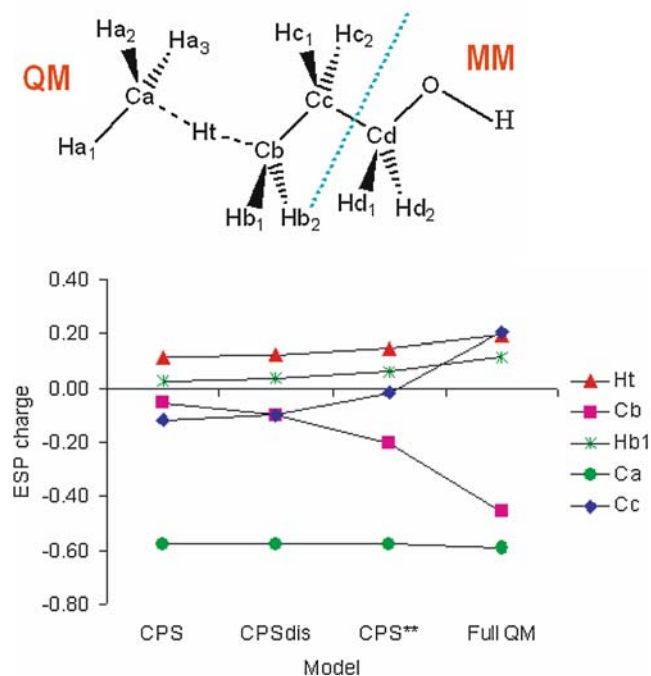 Ha₂
Ha₃
Hc₁
Hc₂
QM
MM
Ca
Cc
O
Ht
H
Ha₁
Cb
Cd
Hb₁
Hb₂
Hd₁
Hd₂
0.40
0.20
0.00
-0.20
-0.40
-0.60
-0.80
ESP charge
CPS
CPSdis
CPS**
Full QM
Model
Ht
Cb
Hb1
Ca
Cc